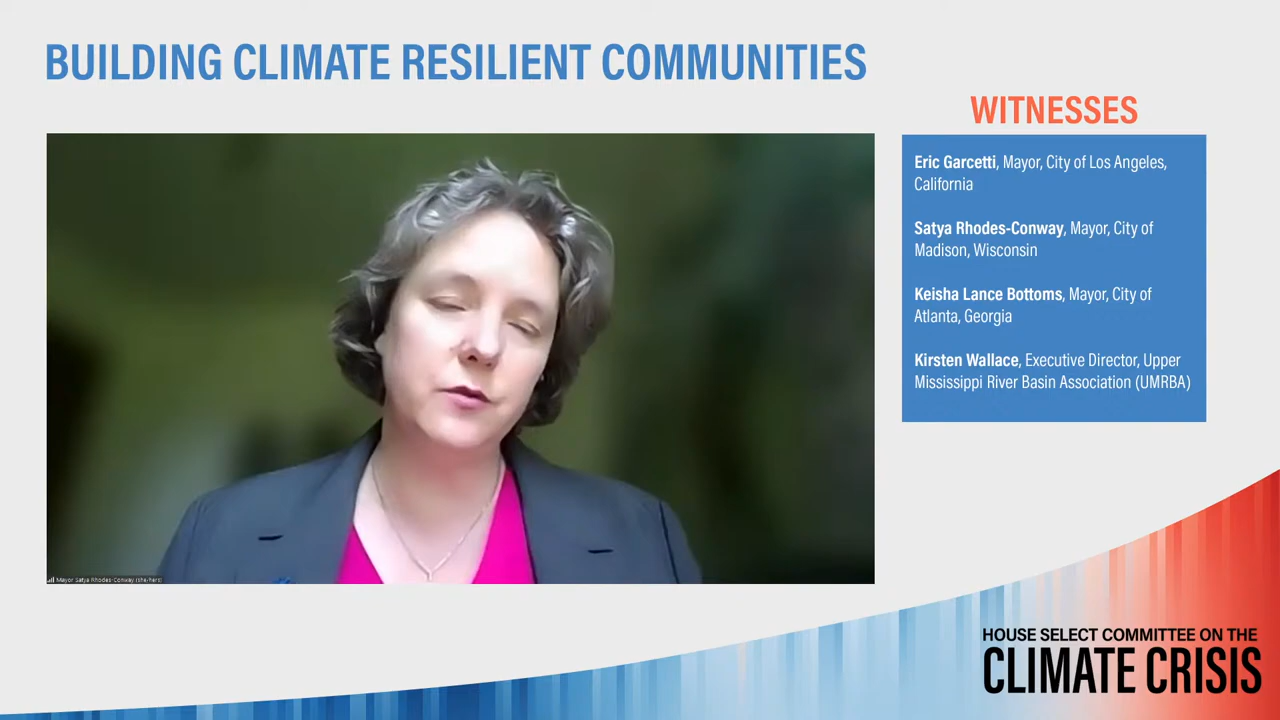 BUILDING CLIMATE RESILIENT COMMUNITIES
WITNESSES
Eric Garcetti, Mayor, City of Los Angeles,
California
Satya Rhodes-Conway, Mayor, City of
Madison, Wisconsin
Keisha Lance Bottoms, Mayor, City of
Atlanta, Georgia
Kirsten Wallace, Executive Director, Upper
Mississippi River Basin Association (UMRBA)
Mayor Satya Rhodes-Conway (she/hers)
HOUSE SELECT COMMITTEE ON THE
CLIMATE CRISIS